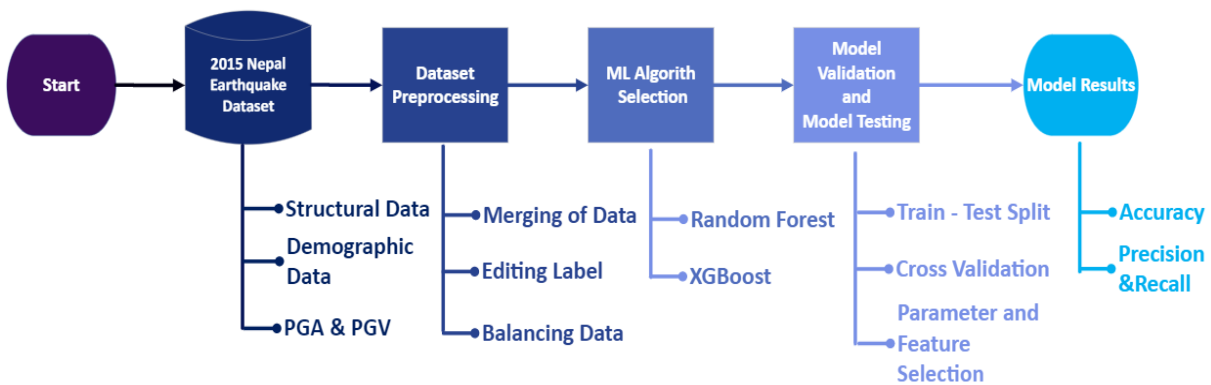 Start
2015 Nepal
Earthquake
Dataset
Dataset
Preprocessing
ML Algorith
Selection
Model
Validation
and
Model Testing
Model Results
Structural Data
Demographic
Data
PGA & PGV
Merging of Data
Editing Label
Balancing Data
Random Forest
XGBoost
Train - Test Split
Cross Validation
Parameter and
Feature
Selection
Accuracy
Precision
&Recall